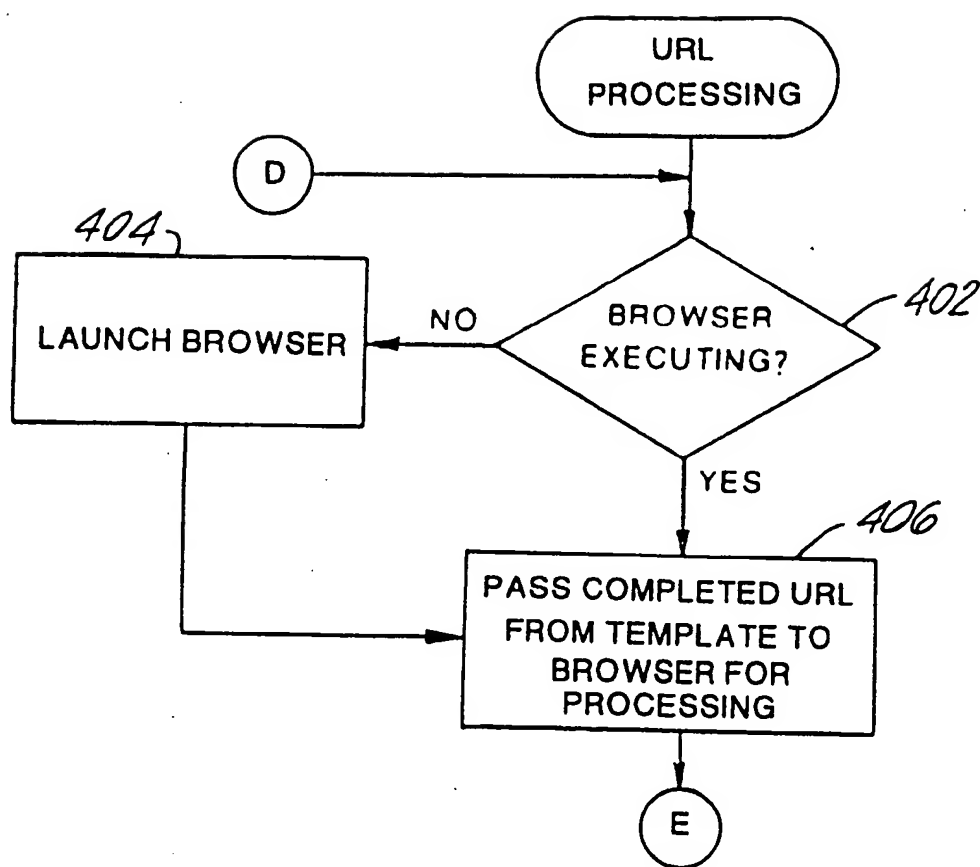 URL
PROCESSING
D
404
402
LAUNCH BROWSER
NO
BROWSER
EXECUTING?
YES
406
PASS COMPLETED URL
FROM TEMPLATE TO
BROWSER FOR
PROCESSING
E